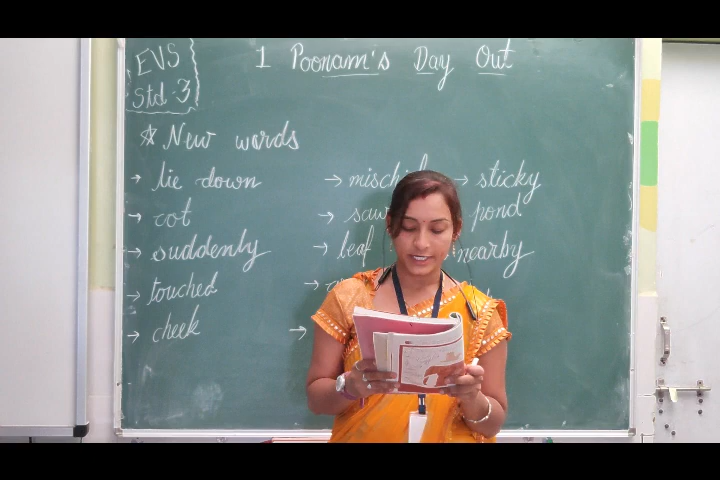 EVS
Std-3
1 Poonam's Day Out
* New words
→ lie down
→ cot
→ suddenly
→ touched
→ cheek
→
→ saw
→ leaf
→
→
→ sticky
pond
nearby